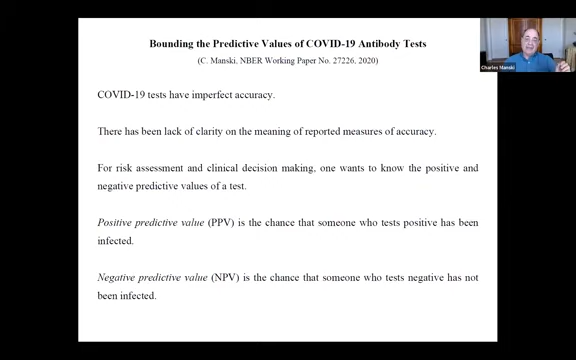 Bounding the Predictive Values of COVID-19 Antibody Tests
(C. Manski, NBER Working Paper No. 27226, 2020)
COVID-19 tests have imperfect accuracy.
There has been lack of clarity on the meaning of reported measures of accuracy.
For risk assessment and clinical decision making, one wants to know the positive and
negative predictive values of a test.
Positive predictive value (PPV) is the chance that someone who tests positive has been
infected.
Negative predictive value (NPV) is the chance that someone who tests negative has not
been infected.
Charles Manski